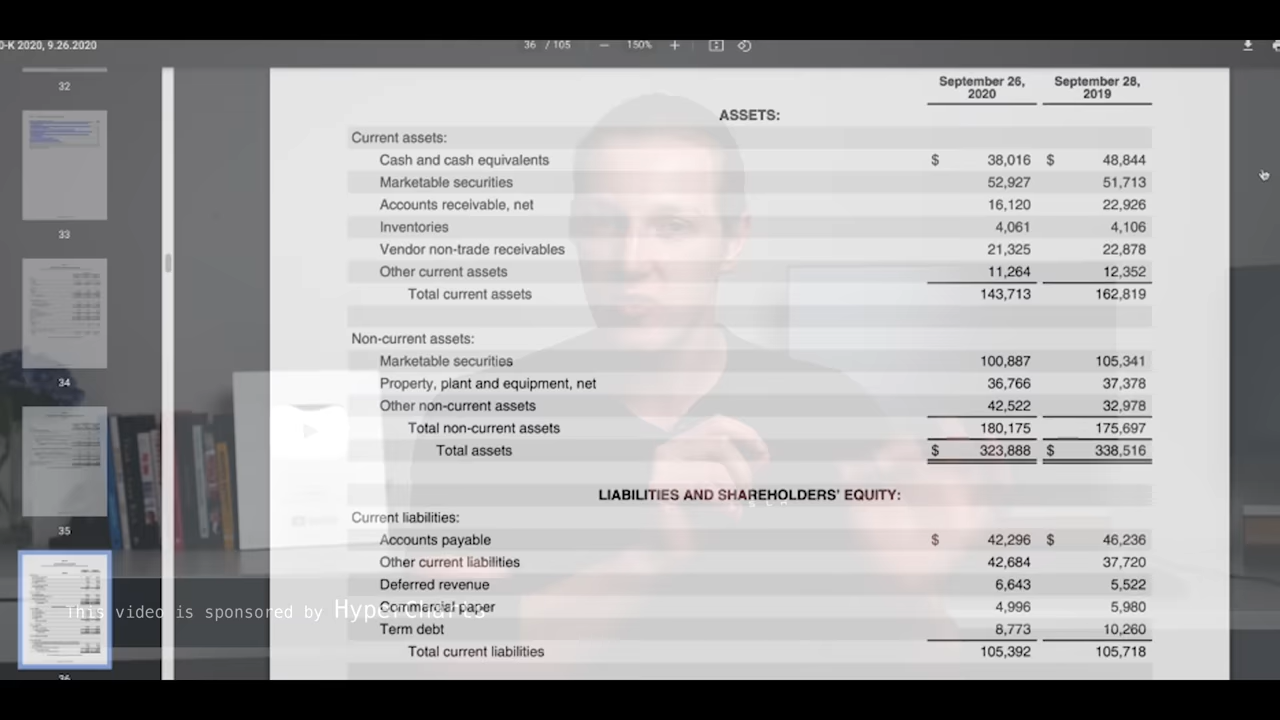 0-K 2020, 9.26.2020
36 / 105
150%
32
33
34
35
36
September 26, 2020
September 28, 2019
ASSETS:
Current assets:
Cash and cash equivalents $ 38,016 $ 48,844
Marketable securities 52,927 51,713
Accounts receivable, net 16,120 22,926
Inventories 4,061 4,106
Vendor non-trade receivables 21,325 22,878
Other current assets 11,264 12,352
Total current assets 143,713 162,819
Non-current assets:
Marketable securities 100,887 105,341
Property, plant and equipment, net 36,766 37,378
Other non-current assets 42,522 32,978
Total non-current assets 180,175 175,697
Total assets $ 323,888 $ 338,516
LIABILITIES AND SHAREHOLDERS' EQUITY:
Current liabilities:
Accounts payable $ 42,296 $ 46,236
Other current liabilities 42,684 37,720
Deferred revenue 6,643 5,522
Commercial paper 4,996 5,980
Term debt 8,773 10,260
Total current liabilities 105,392 105,718
This video is sponsored by HyperCharts